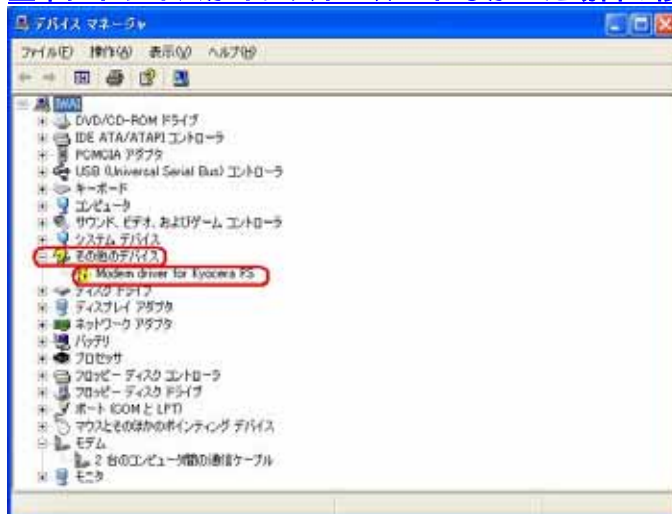 デバイス マネージャ
ファイル(F) 操作(A) 表示(V) ヘルプ(H)
IWAI
DVD/CD-ROM ドライブ
IDE ATA/ATAPI コントローラ
PCMCIA アダプタ
USB (Universal Serial Bus) コントローラ
キーボード
コンピュータ
サウンド、ビデオ、およびゲーム コントローラ
システム デバイス
その他のデバイス
Modem driver for Kyocera PS
ディスク ドライブ
ディスプレイ アダプタ
ネットワーク アダプタ
バッテリ
プロセッサ
フロッピー ディスク コントローラ
フロッピー ディスク ドライブ
ポート (COM と LPT)
マウスとそのほかのポインティング デバイス
モデム
2 台のコンピュータ間の通信ケーブル
モニタ